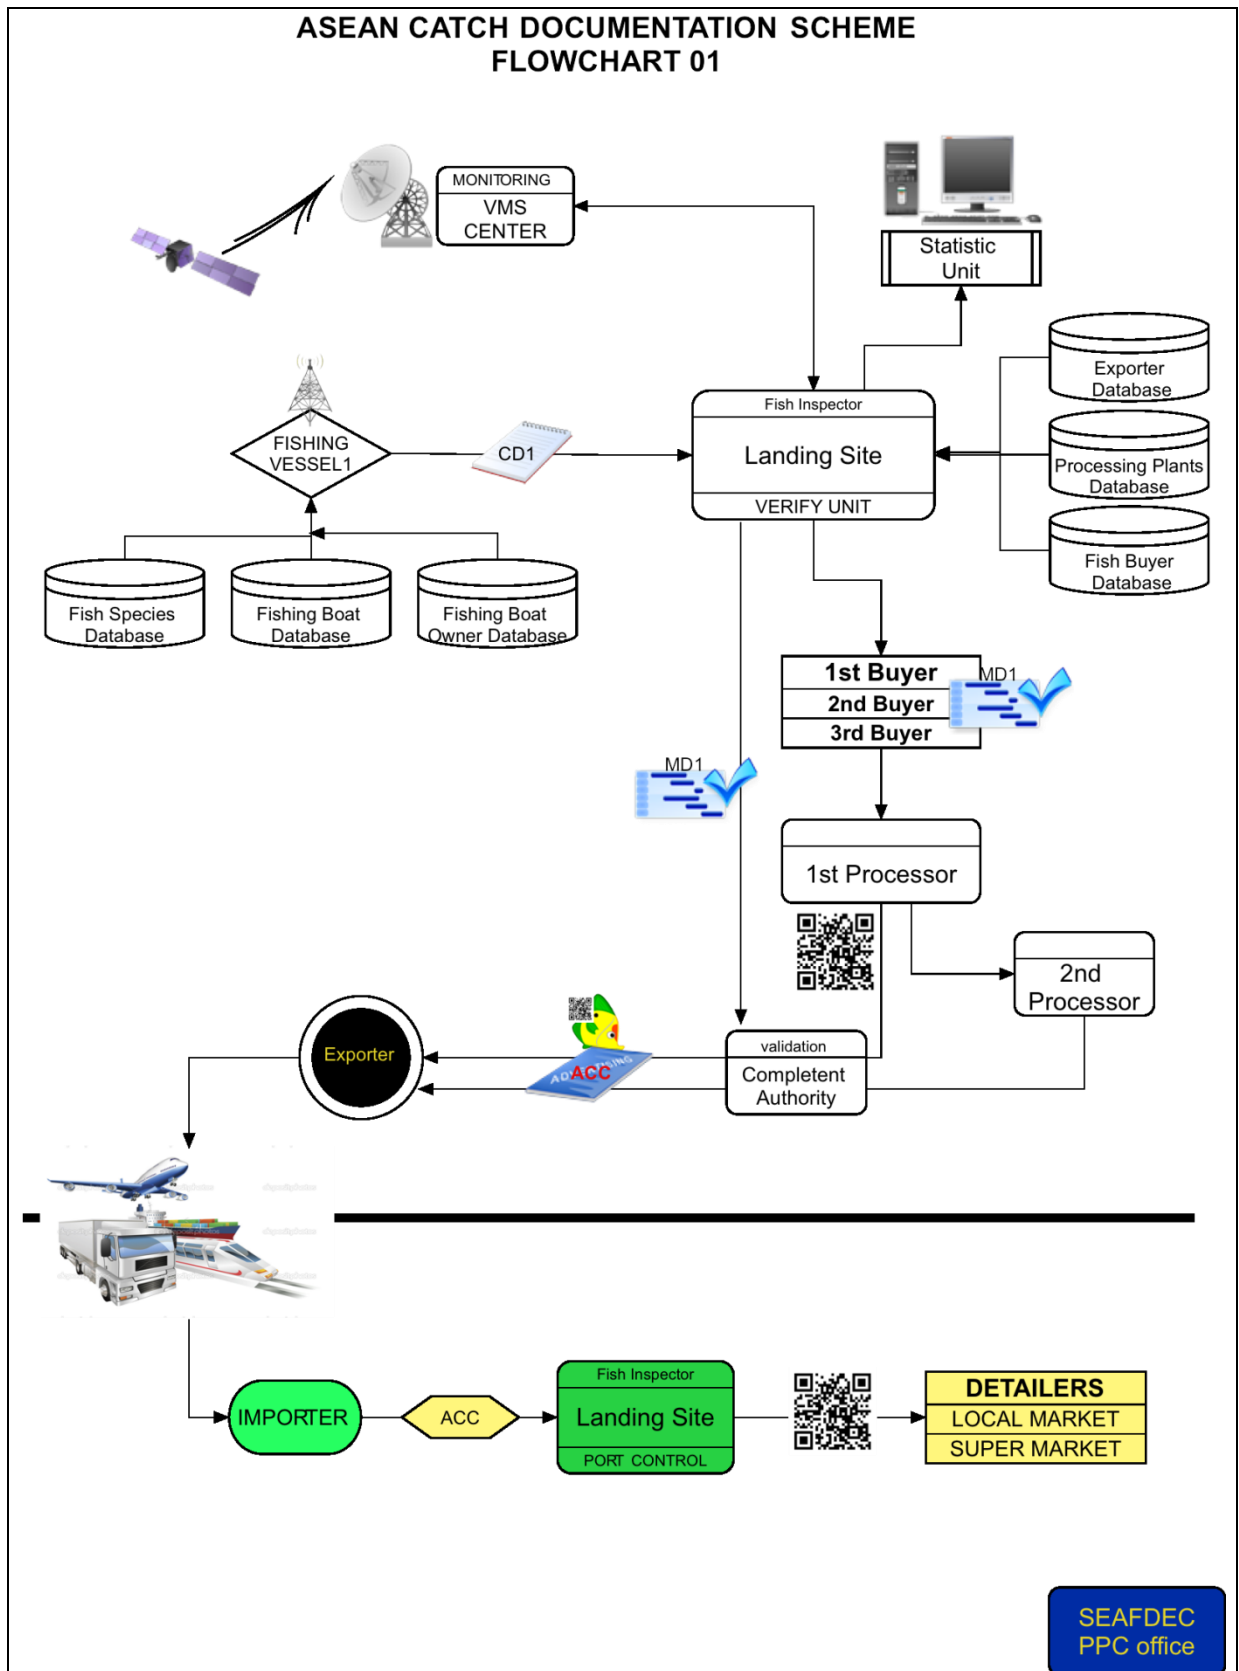 ASEAN CATCH DOCUMENTATION SCHEME
FLOWCHART 01
MONITORING
VMS
CENTER
Statistic
Unit
Exporter
Database
Fish Inspector
Landing Site
VERIFY UNIT
FISHING
VESSEL1
CD1
Processing Plants
Database
Fish Buyer
Database
Fish Species
Database
Fishing Boat
Database
Fishing Boat
Owner Database
1st Buyer
2nd Buyer
3rd Buyer
MD1
MD1
1st Processor
2nd
Processor
validation
Completent
Authority
ADVERTISING
ACC
Exporter
IMPORTER
ACC
Fish Inspector
Landing Site
PORT CONTROL
DETAILERS
LOCAL MARKET
SUPER MARKET
SEAFDEC
PPC office